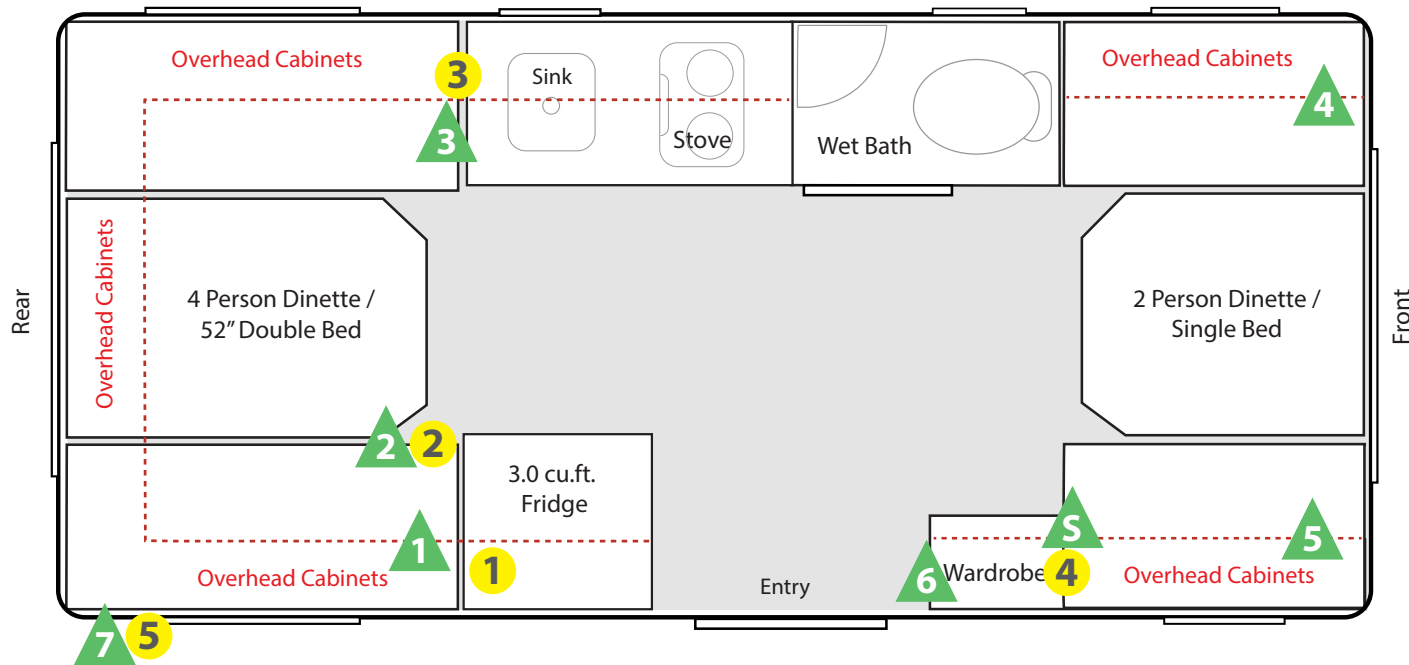 Overhead Cabinets
3
Sink
Overhead Cabinets
4
3
Stove
Wet Bath
Rear
Overhead Cabinets
4 Person Dinette /
52” Double Bed
2 Person Dinette /
Single Bed
Front
2
2
3.0 cu.ft.
Fridge
S
1
5
1
6
Wardrobe
4
Overhead Cabinets
Overhead Cabinets
Entry
7
5